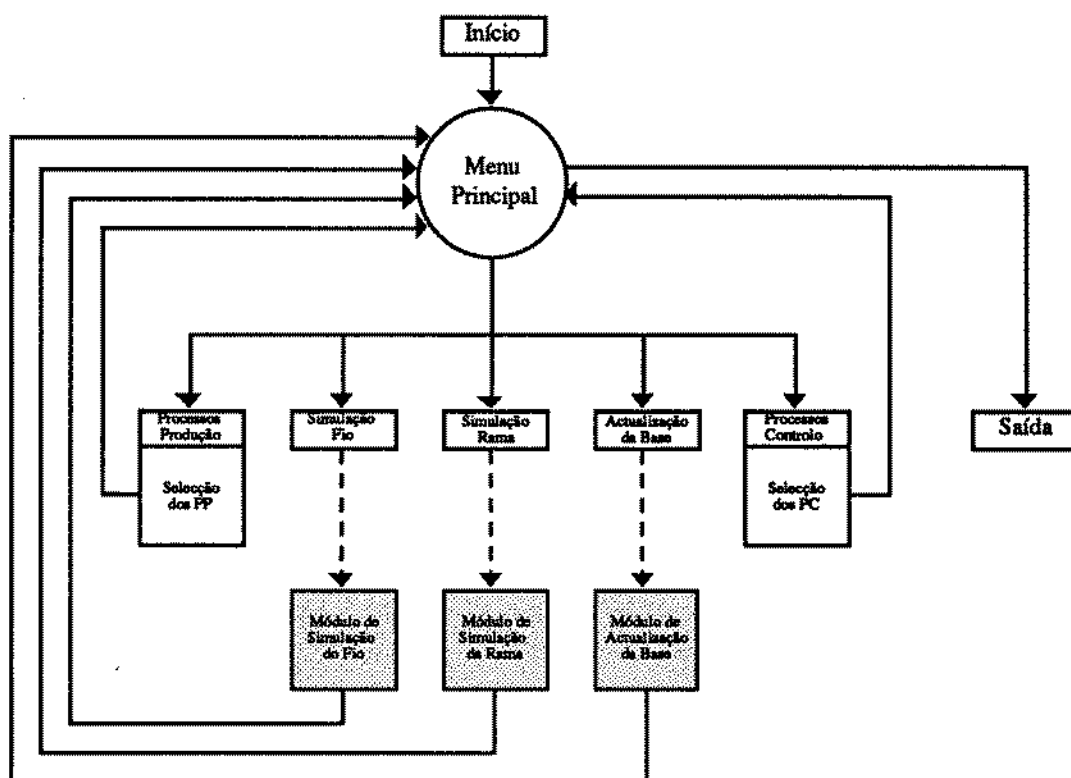 Início
Menu
Principal
Processos
Produção
Simulação
Fio
Simulação
Rama
Actualização
da Base
Processos
Controlo
Saída
Selecção
dos PP
Selecção
dos PC
Módulo de
Simulação
do Fio
Módulo de
Simulação
da Rama
Módulo de
Actualização
da Base